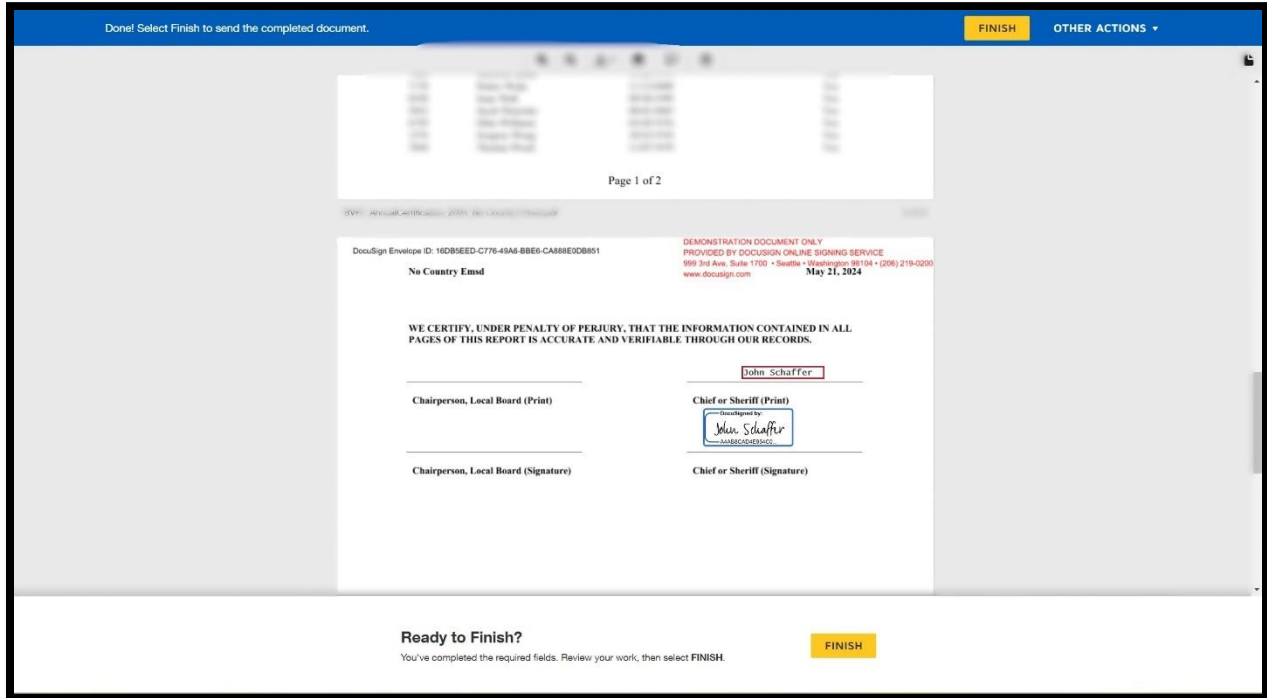 Done! Select Finish to send the completed document.
FINISH
OTHER ACTIONS
Page 1 of 2
DocuSign Envelope ID: 16DB5EED-C776-49A6-BBE6-CA888E0DB851
DEMONSTRATION DOCUMENT ONLY
PROVIDED BY DOCUSIGN ONLINE SIGNING SERVICE
999 3rd Ave, Suite 1700 • Seattle • Washington 98104 • (206) 219-0200
www.docusign.com
No Country Emsd
May 21, 2024
WE CERTIFY, UNDER PENALTY OF PERJURY, THAT THE INFORMATION CONTAINED IN ALL
PAGES OF THIS REPORT IS ACCURATE AND VERIFIABLE THROUGH OUR RECORDS.
John Schaffer
Chairperson, Local Board (Print)
Chief or Sheriff (Print)
DocuSigned by:
John Schaffer
Chairperson, Local Board (Signature)
Chief or Sheriff (Signature)
Ready to Finish?
You've completed the required fields. Review your work, then select FINISH.
FINISH